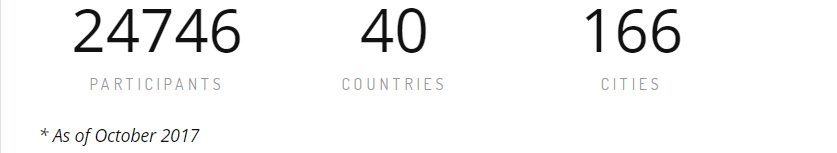 24746 40 166
PARTICIPANTS COUNTRIES CITIES
* As of October 2017